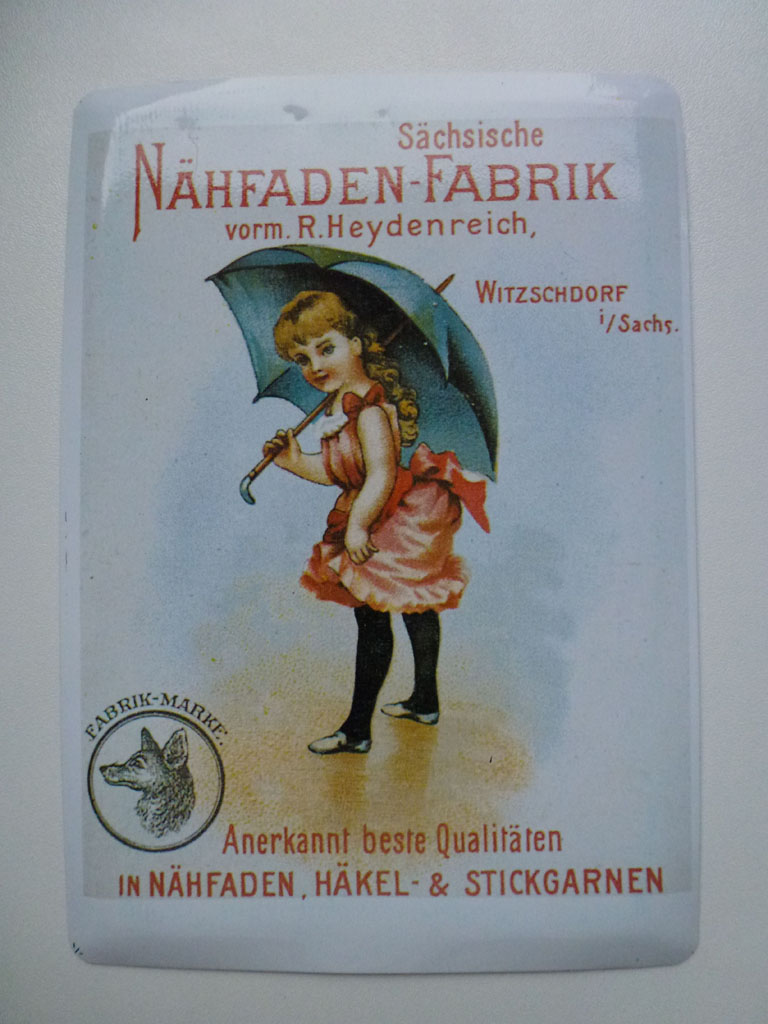 Sächsische
NÄHFADEN-FABRIK
vorm. R. Heydenreich,
WITZSCHDORF
i/Sachs.
FABRIK-MARKE.
Anerkannt beste Qualitäten
IN NÄHFADEN, HÄKEL- & STICKGARNEN